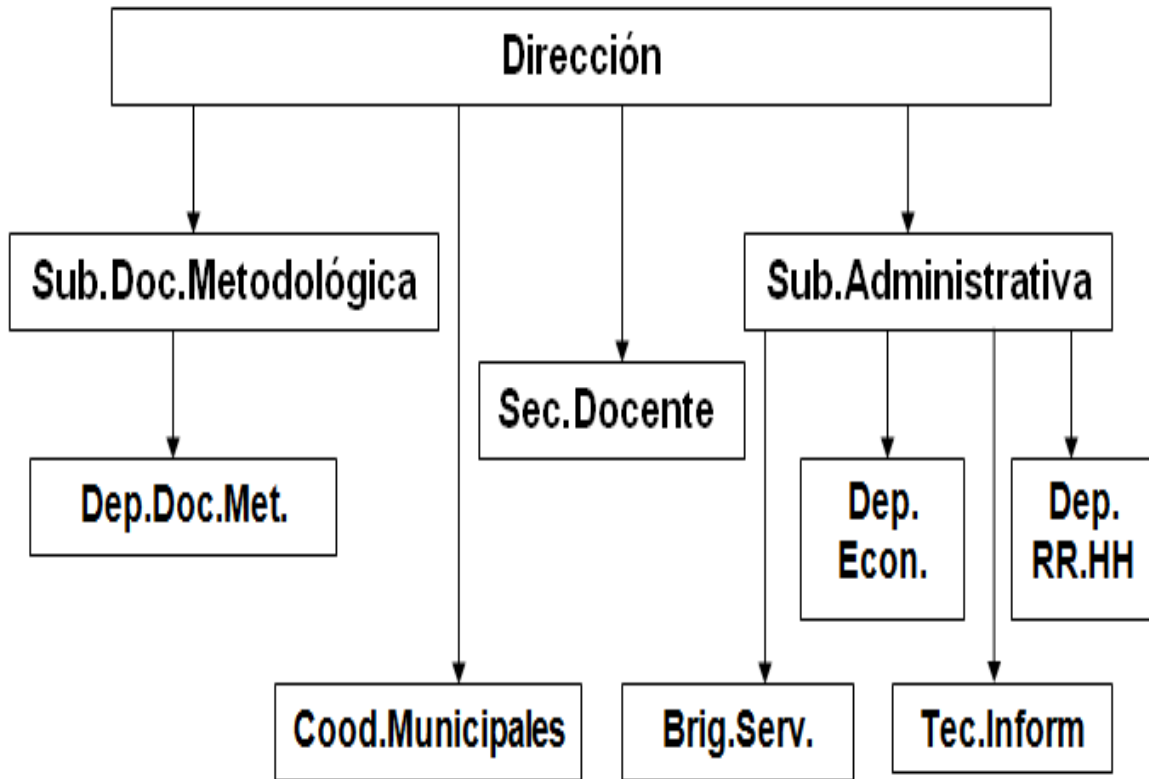 Dirección
Sub.Doc.Metodológica
Sub.Administrativa
Sec.Docente
Dep.Doc.Met.
Dep.
Econ.
Dep.
RR.HH
Cood.Municipales
Brig.Serv.
Tec.Inform